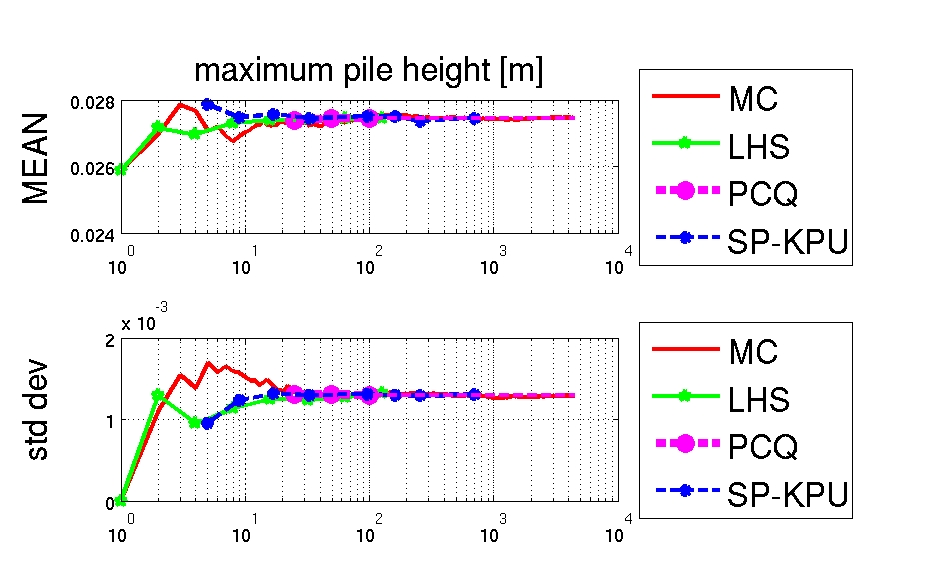 maximum pile height [m]
MEAN
0.028
0.026
0.024
10^0 10^1 10^2 10^3 10^4
MC
LHS
PCQ
SP-KPU
x 10^-3
std dev
2
1
0
10^0 10^1 10^2 10^3 10^4
MC
LHS
PCQ
SP-KPU